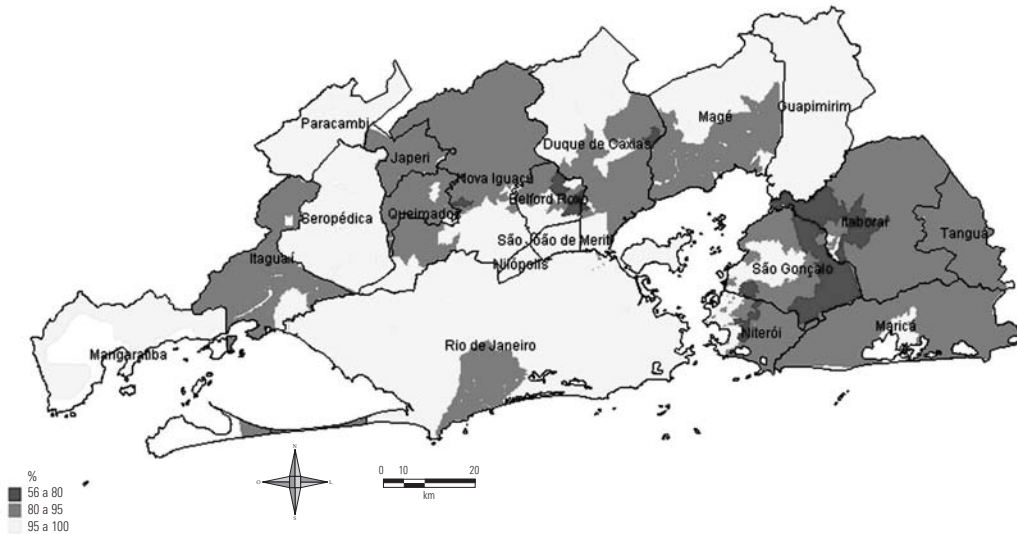 Paracambi
Guapimirim
Magé
Duque de Caxias
Japeri
Nova Iguaçu
Belford Roxo
Seropédica
Queimados
Itaboraí
Tanguá
São João de Meriti
Itaguaí
Nilópolis
São Gonçalo
Niterói
Maricá
Rio de Janeiro
Mangaratiba
N
O L
S
0 10 20
km
%
56 a 80
80 a 95
95 a 100